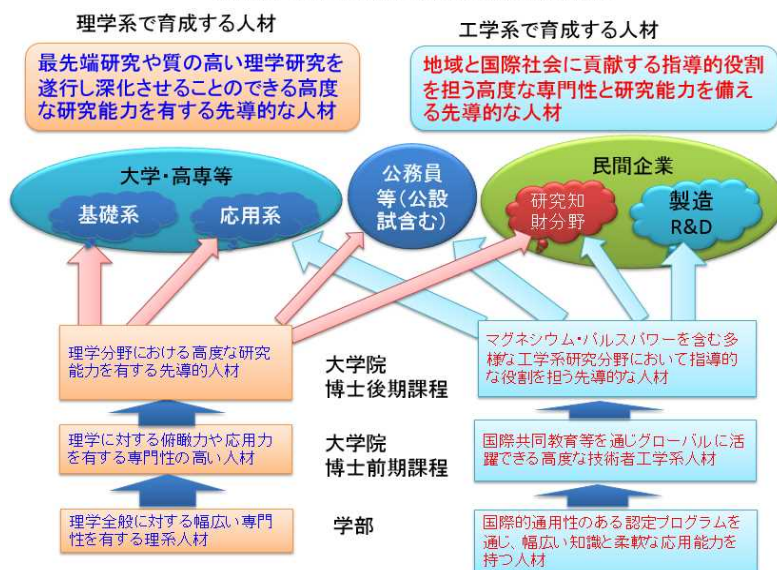 理学系で育成する人材
工学系で育成する人材
最先端研究や質の高い理学研究を
遂行し深化させることのできる高度
な研究能力を有する先導的な人材
地域と国際社会に貢献する指導的役割
を担う高度な専門性と研究能力を備え
る先導的な人材
大学・高専等
基礎系
応用系
公務員
等(公設
試含む)
民間企業
研究知
財分野
製造
R&D
理学分野における高度な研究
能力を有する先導的人材
大学院
博士後期課程
マグネシウム・パルスパワーを含む多
様な工学系研究分野において指導的
な役割を担う先導的な人材
理学に対する俯瞰力や応用力
を有する専門性の高い人材
大学院
博士前期課程
国際共同教育等を通じグローバルに活
躍できる高度な技術者工学系人材
理学全般に対する幅広い専門
性を有する理系人材
学部
国際的通用性のある認定プログラムを
通じ、幅広い知識と柔軟な応用能力を
持つ人材